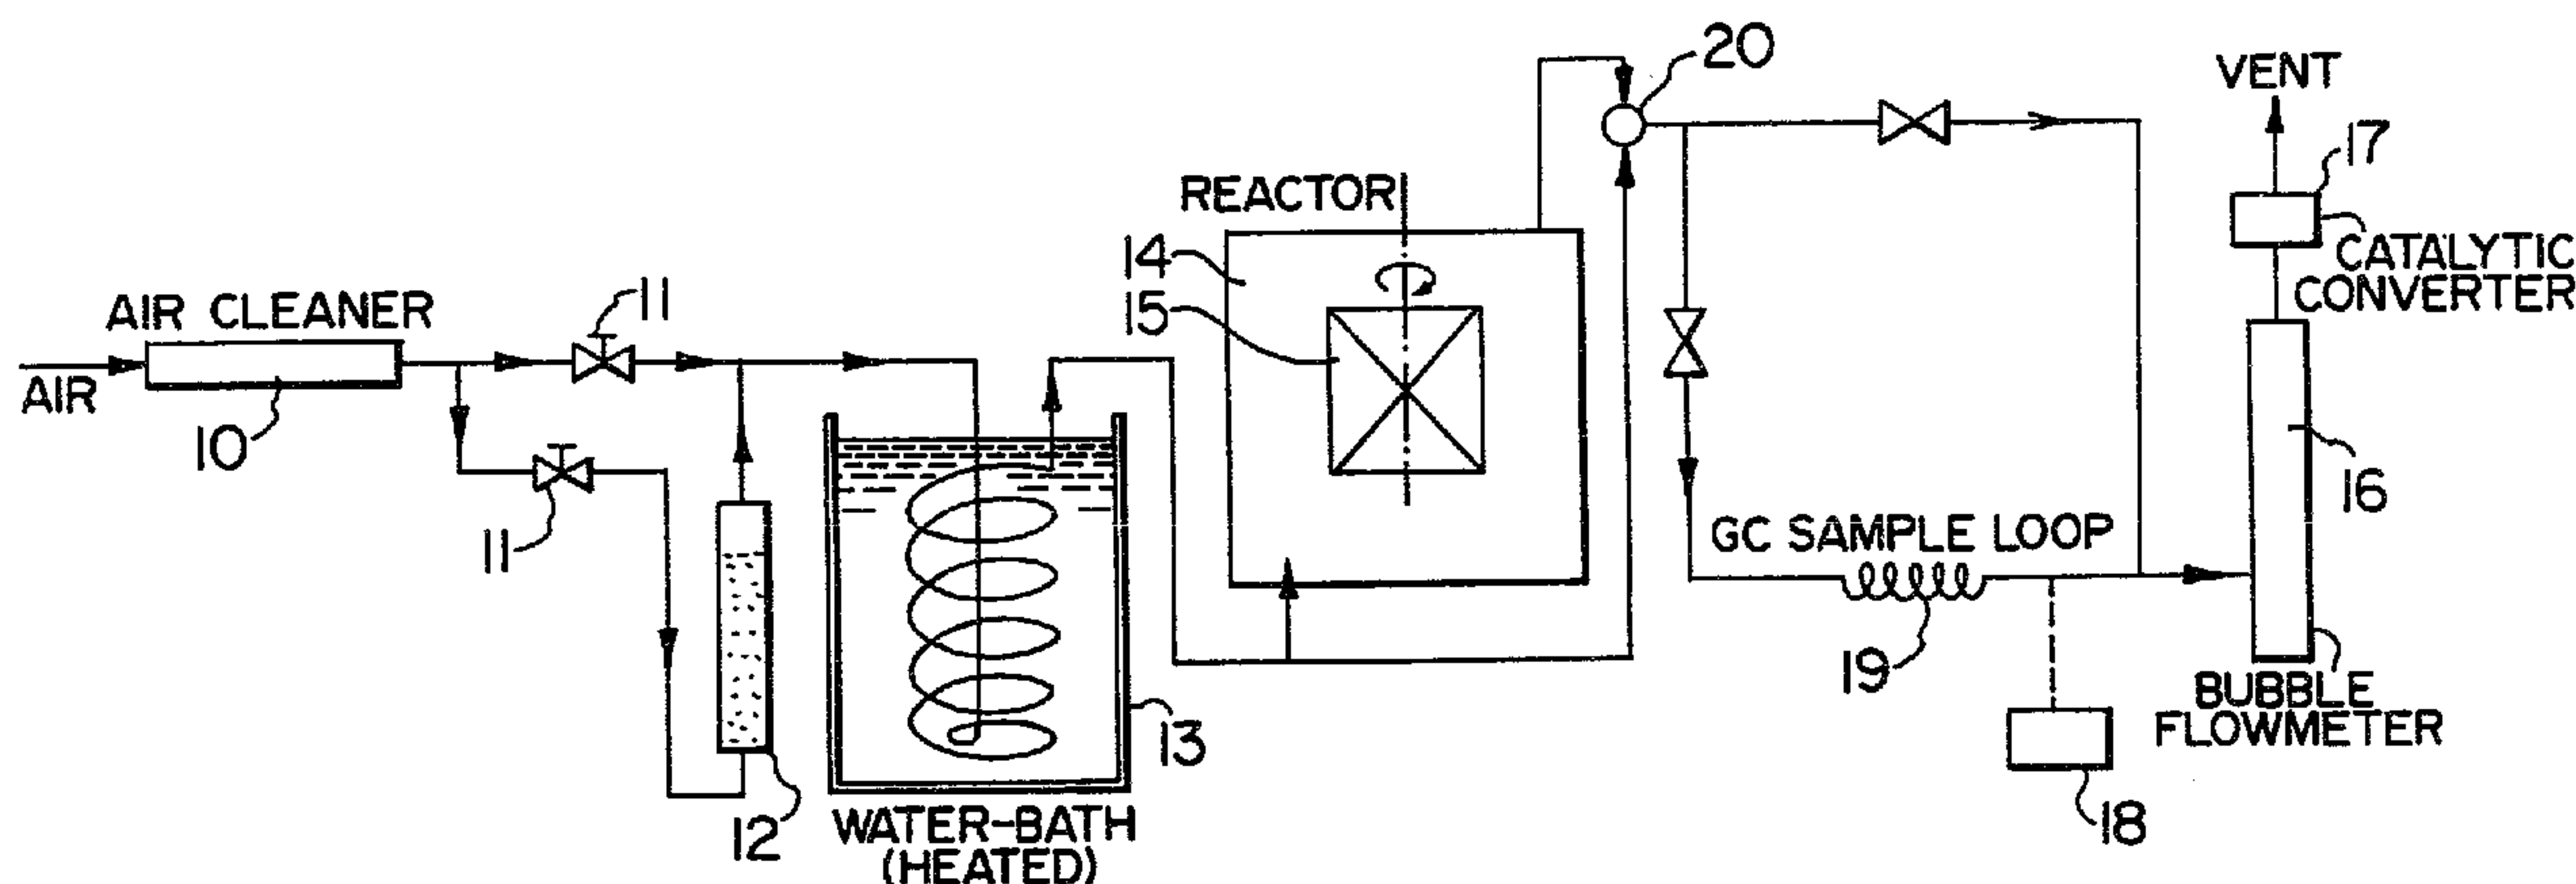 20
VENT
17
REACTOR
14
CATALYTIC
CONVERTER
15
11
AIR CLEANER
AIR
10
16
11
GC SAMPLE LOOP
19
13
BUBBLE
FLOWMETER
12
WATER-BATH
(HEATED)
18